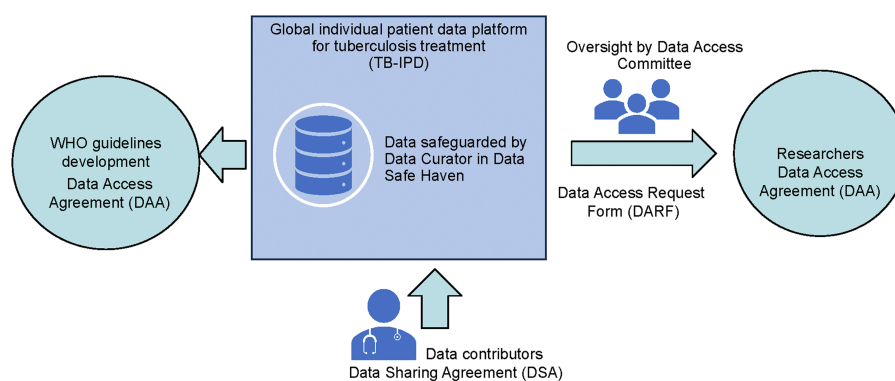 Global individual patient data platform
for tuberculosis treatment
(TB-IPD)
Oversight by Data Access
Committee
WHO guidelines
development
Data Access
Agreement (DAA)
Data safeguarded by
Data Curator in Data
Safe Haven
Data Access Request
Form (DARF)
Researchers
Data Access
Agreement (DAA)
Data contributors
Data Sharing Agreement (DSA)